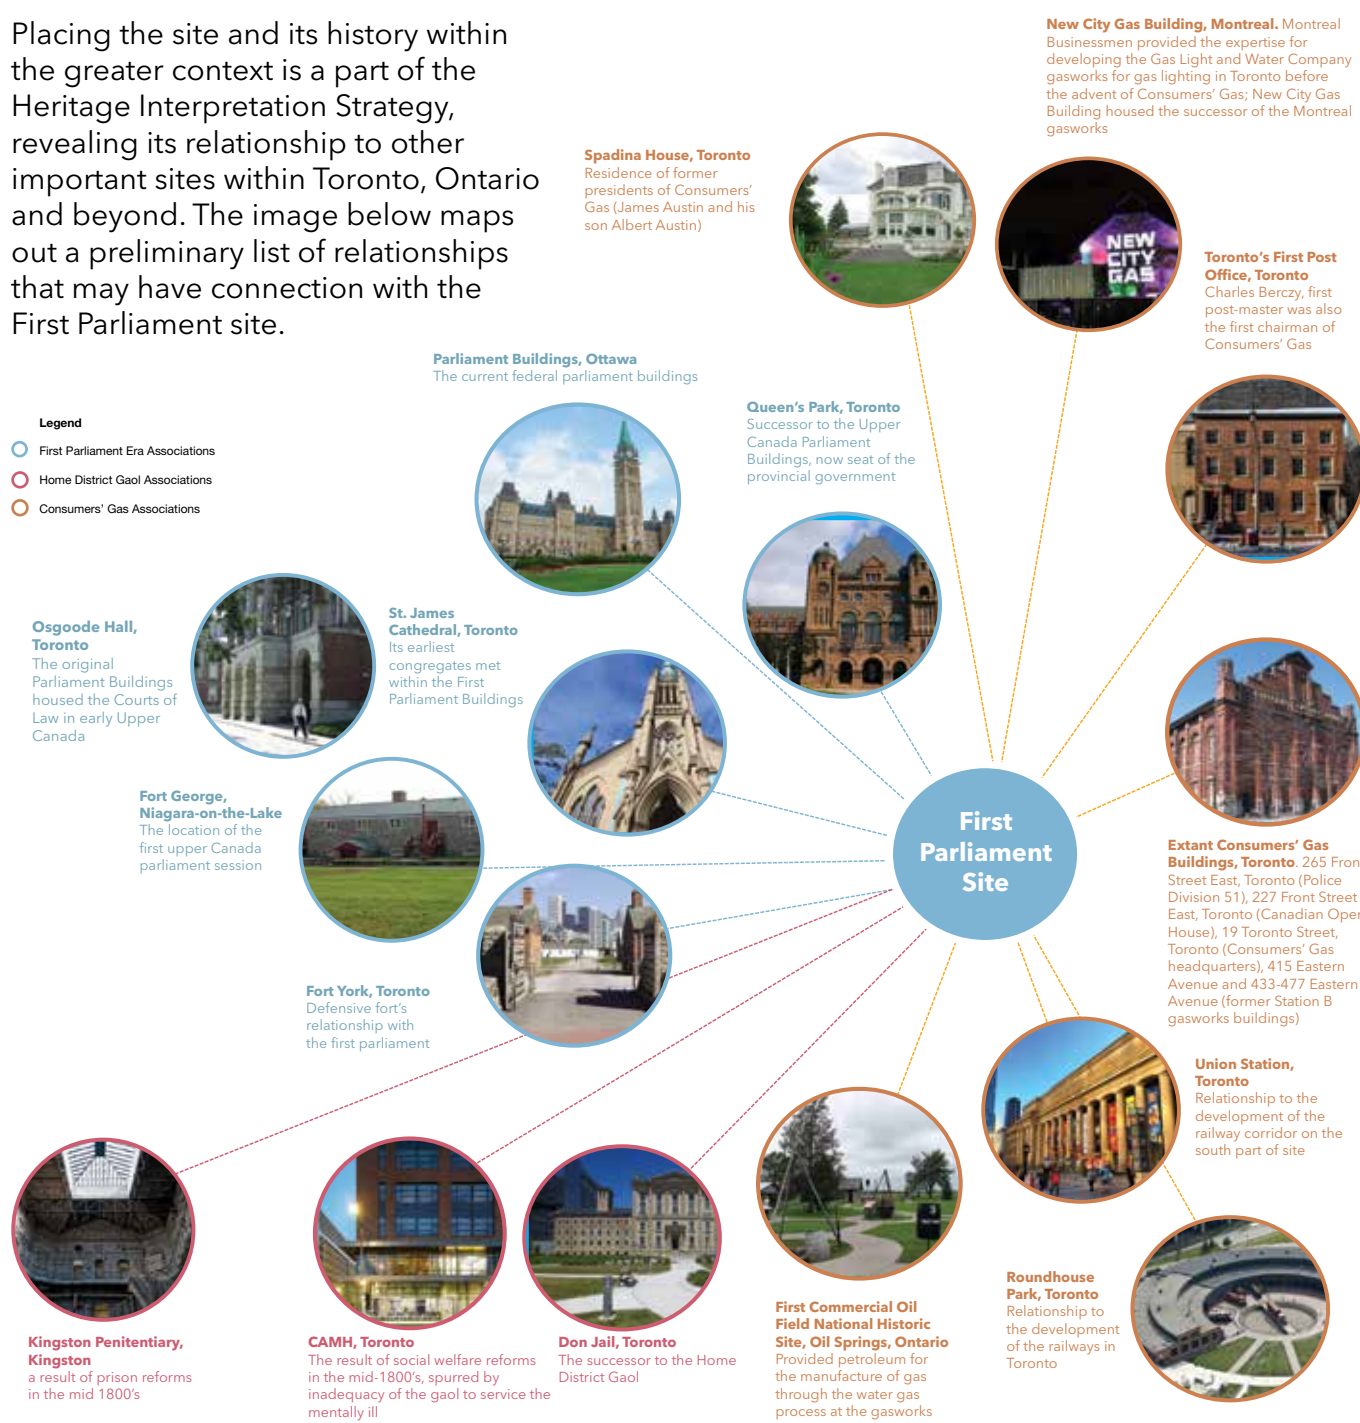 Placing the site and its history within
the greater context is a part of the
Heritage Interpretation Strategy,
revealing its relationship to other
important sites within Toronto, Ontario
and beyond. The image below maps
out a preliminary list of relationships
that may have connection with the
First Parliament site.
New City Gas Building, Montreal. Montreal
Businessmen provided the expertise for
developing the Gas Light and Water Company
gasworks for gas lighting in Toronto before
the advent of Consumers' Gas; New City Gas
Building housed the successor of the Montreal
gasworks
Spadina House, Toronto
Residence of former
presidents of Consumers'
Gas (James Austin and his
son Albert Austin)
NEW
CITY
GAS
Toronto's First Post
Office, Toronto
Charles Berczy, first
post-master was also
the first chairman of
Consumers' Gas
Parliament Buildings, Ottawa
The current federal parliament buildings
Queen's Park, Toronto
Successor to the Upper
Canada Parliament
Buildings, now seat of the
provincial government
Legend
First Parliament Era Associations
Home District Gaol Associations
Consumers' Gas Associations
Osgoode Hall,
Toronto
The original
Parliament Buildings
housed the Courts of
Law in early Upper
Canada
St. James
Cathedral, Toronto
Its earliest
congregates met
within the First
Parliament Buildings
Fort George,
Niagara-on-the-Lake
The location of the
first upper Canada
parliament session
First
Parliament
Site
Extant Consumers' Gas
Buildings, Toronto. 265 Fron
Street East, Toronto (Police
Division 51), 227 Front Street
East, Toronto (Canadian Oper
House), 19 Toronto Street,
Toronto (Consumers' Gas
headquarters), 415 Eastern
Avenue and 433-477 Eastern
Avenue (former Station B
gasworks buildings)
Fort York, Toronto
Defensive fort's
relationship with
the first parliament
Union Station,
Toronto
Relationship to the
development of the
railway corridor on the
south part of site
Roundhouse
Park, Toronto
Relationship to
the development
of the railways in
Toronto
Kingston Penitentiary,
Kingston
a result of prison reforms
in the mid 1800's
CAMH, Toronto
The result of social welfare reforms
in the mid-1800's, spurred by
inadequacy of the gaol to service the
mentally ill
Don Jail, Toronto
The successor to the Home
District Gaol
First Commercial Oil
Field National Historic
Site, Oil Springs, Ontario
Provided petroleum for
the manufacture of gas
through the water gas
process at the gasworks